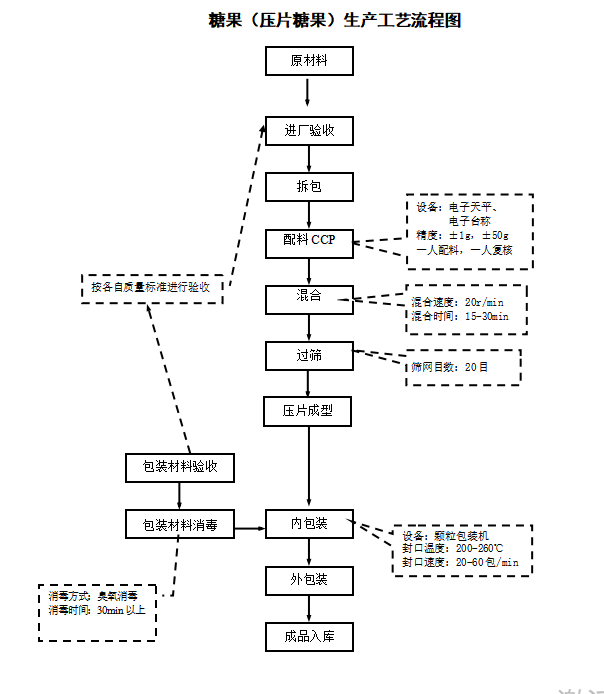 糖果（压片糖果）生产工艺流程图
原材料
进厂验收
拆包
设备：电子天平、
电子台称
精度：±1g，±50g
一人配料，一人复核
配料 CCP
按各自质量标准进行验收
混合
混合速度：20r/min
混合时间：15-30min
过筛
筛网目数：20目
压片成型
包装材料验收
包装材料消毒
内包装
设备：颗粒包装机
封口温度：200-260℃
封口速度：20-60包/min
外包装
消毒方式：臭氧消毒
消毒时间：30min以上
成品入库